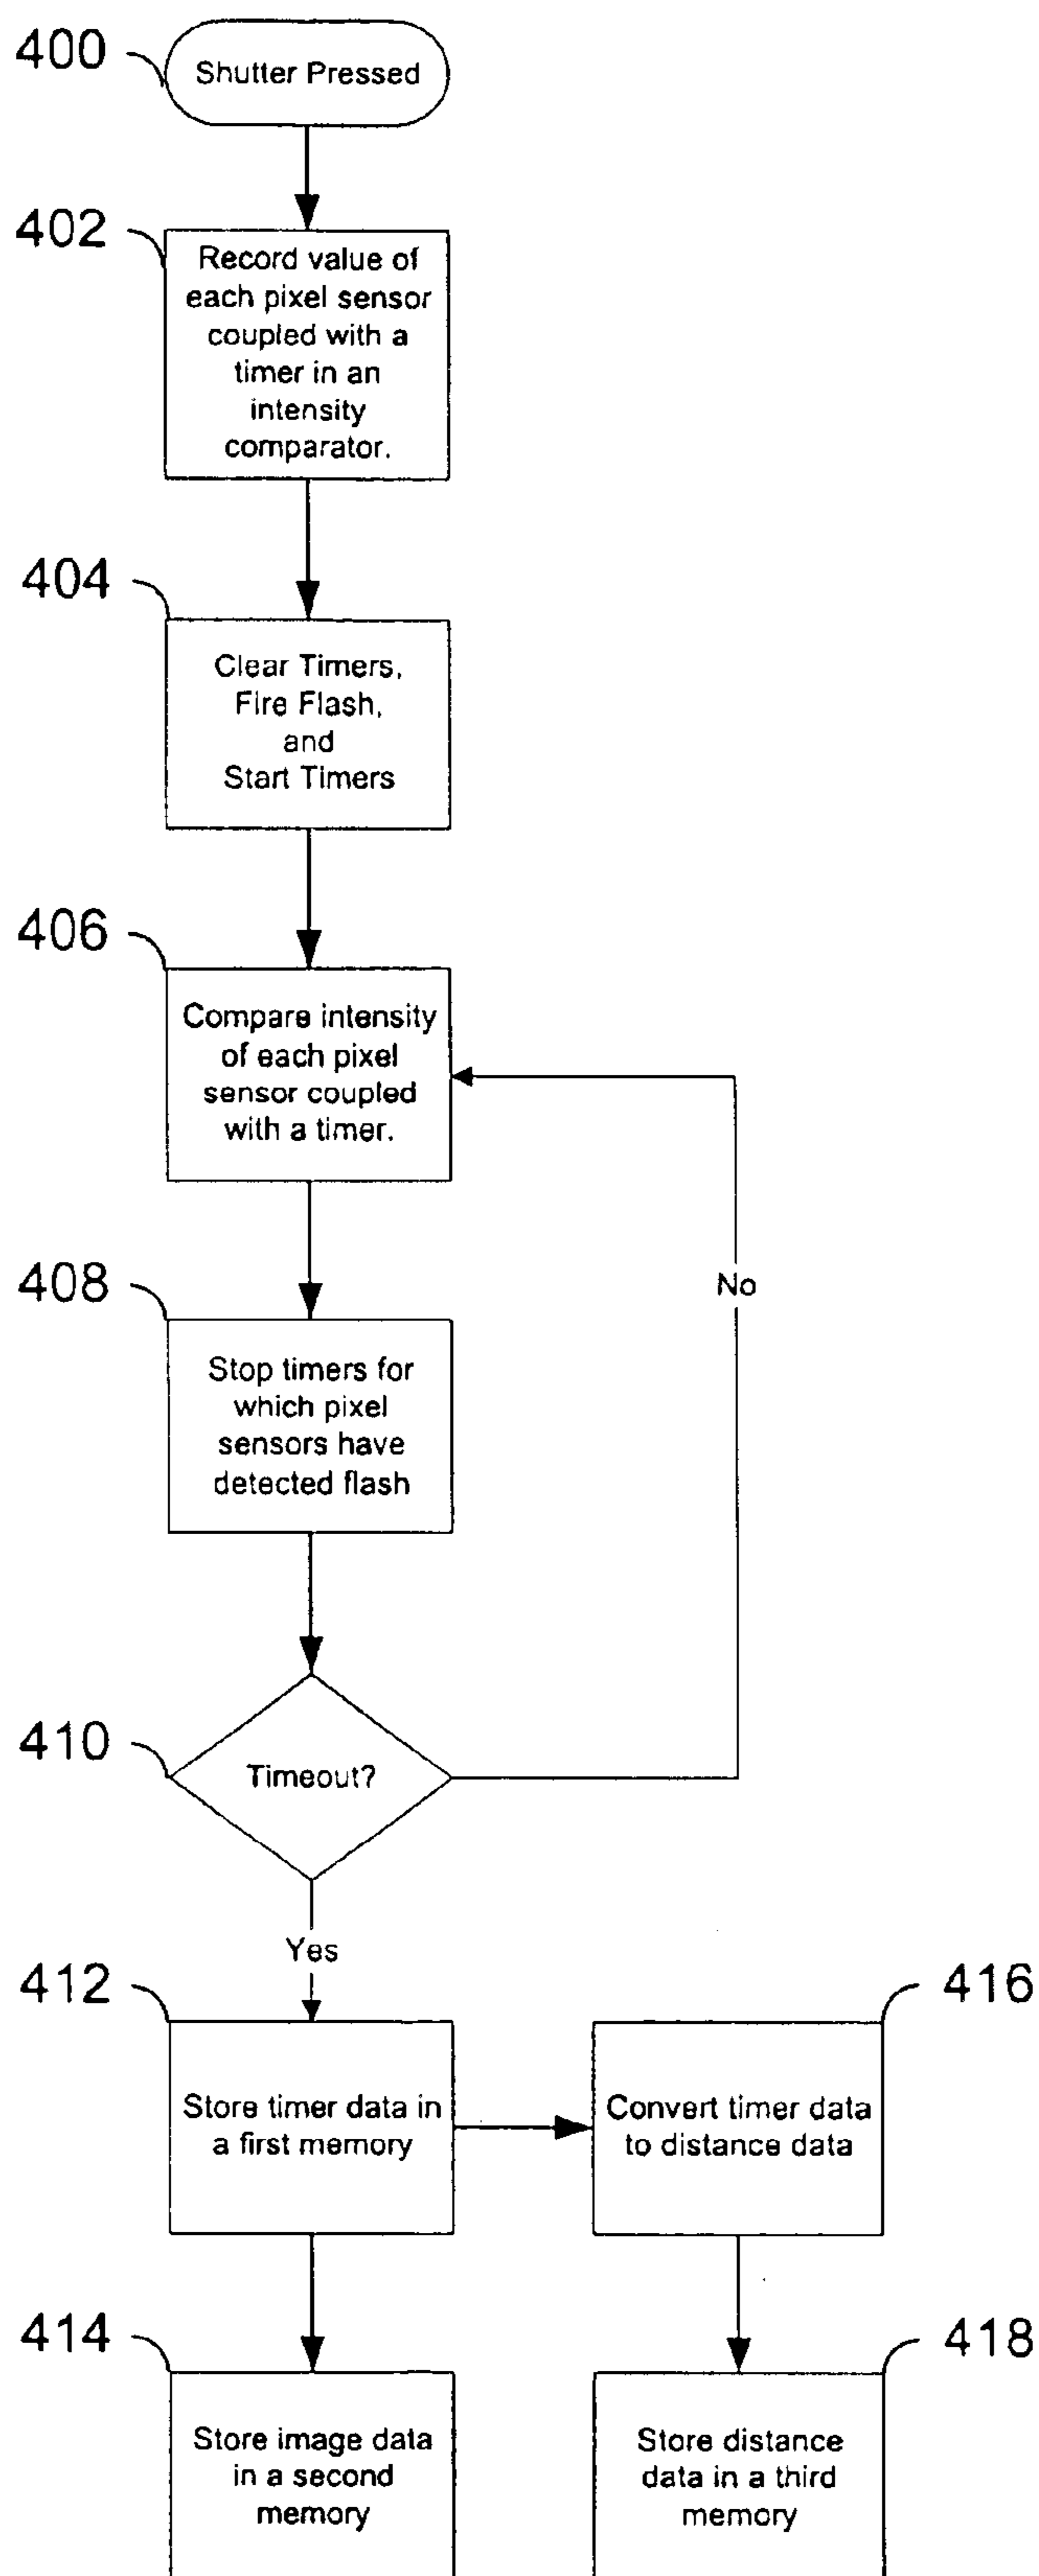 400
Shutter Pressed
402
Record value of
each pixel sensor
coupled with a
timer in an
intensity
comparator.
404
Clear Timers,
Fire Flash,
and
Start Timers
406
Compare intensity
of each pixel
sensor coupled
with a timer.
No
408
Stop timers for
which pixel
sensors have
detected flash
410
Timeout?
Yes
412
Store timer data in
a first memory
416
Convert timer data
to distance data
414
Store image data
in a second
memory
418
Store distance
data in a third
memory